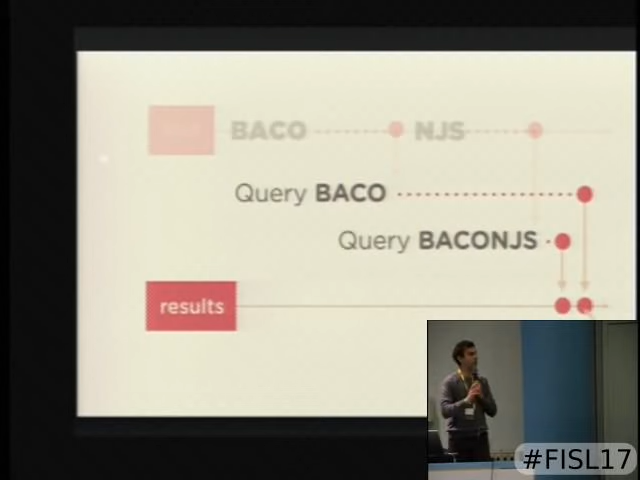 BACO NJS
Query BACO
Query BACONJS
results
#FISL17